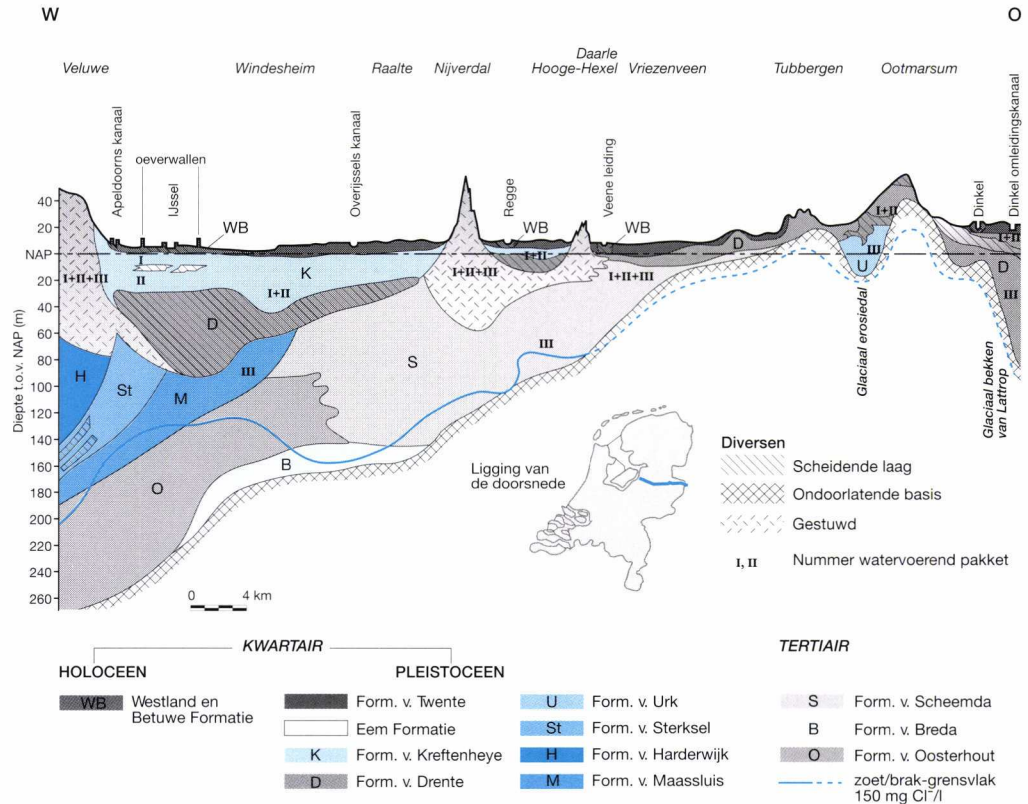 W
O
Veluwe
Windesheim
Raalte
Nijverdal
Daarle
Hooge-Hexel
Vriezenveen
Tubbergen
Ootmarsum
Apeldoorns kanaal
oeverwallen
IJssel
WB
Overijssels kanaal
Regge
WB
Veene leiding
WB
Dinkel
Dinkel omleidingskanaal
Diepte t.o.v. NAP (m)
40
20
NAP
20
40
60
80
100
120
140
160
180
200
220
240
260
I+II+III
I
II
K
I+II
D
III
H
St
M
O
B
S
I+II+III
I+II
I+II+III
III
D
U
III
I+II
I+II
D
III
Glaciaal erosiedal
Glaciaal bekken
van Lattrop
0 4 km
Ligging van
de doorsnede
Diversen
Scheidende laag
Ondoorlatende basis
Gestuwd
I, II Nummer watervoerend pakket
KWARTAIR
TERTIAIR
HOLOCEEN
PLEISTOCEEN
WB Westland en
Betuwe Formatie
Form. v. Twente
Eem Formatie
K Form. v. Kreftenheye
D Form. v. Drente
U Form. v. Urk
St Form. v. Sterksel
H Form. v. Harderwijk
M Form. v. Maassluis
S Form. v. Scheemda
B Form. v. Breda
O Form. v. Oosterhout
zoet/brak-grensvlak
150 mg Cl⁻/l